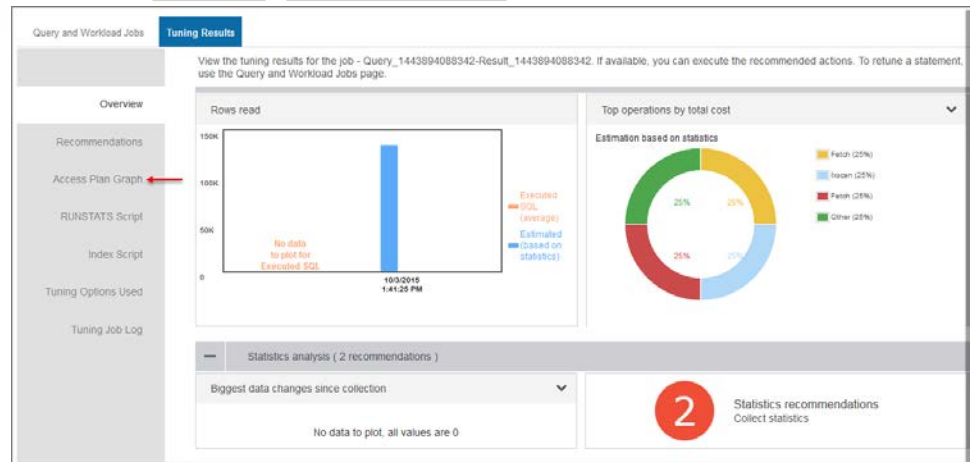 Query and Workload Jobs
Tuning Results
View the tuning results for the job - Query_1443894088342-Result_1443894088342. If available, you can execute the recommended actions. To retune a statement,
use the Query and Workload Jobs page.
Overview
Recommendations
Access Plan Graph
RUNSTATS Script
Index Script
Tuning Options Used
Tuning Job Log
Rows read
150K
100K
50K
0
No data
to plot for
Executed SQL
10/3/2015
1:41:25 PM
Executed
SQL
(average)
Estimated
(based on
statistics)
Top operations by total cost
Estimation based on statistics
25%
25%
25%
25%
Fetch (25%)
Ixscan (25%)
Fetch (25%)
Other (25%)
Statistics analysis ( 2 recommendations )
Biggest data changes since collection
No data to plot, all values are 0
2
Statistics recommendations
Collect statistics